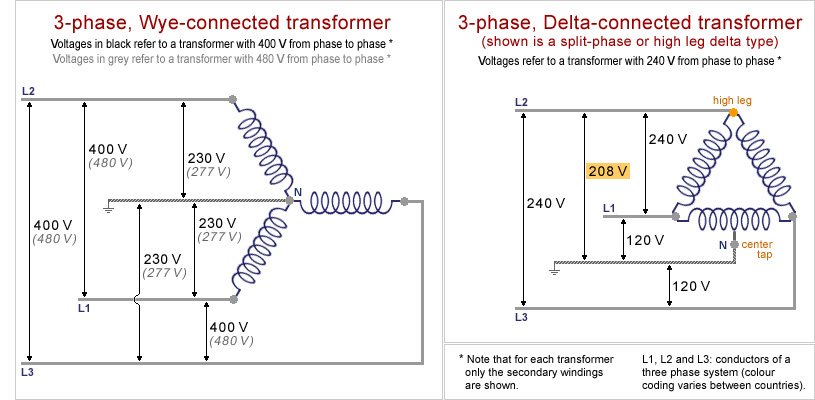 3-phase, Wye-connected transformer
Voltages in black refer to a transformer with 400 V from phase to phase *
Voltages in grey refer to a transformer with 480 V from phase to phase *
L2
400 V
(480 V)
230 V
(277 V)
N
400 V
(480 V)
230 V
(277 V)
230 V
(277 V)
L1
400 V
(480 V)
L3
3-phase, Delta-connected transformer
(shown is a split-phase or high leg delta type)
Voltages refer to a transformer with 240 V from phase to phase *
L2
high leg
240 V
208 V
240 V
L1
120 V
N
center
tap
120 V
L3
* Note that for each transformer
only the secondary windings
are shown.
L1, L2 and L3: conductors of a
three phase system (colour
coding varies between countries).